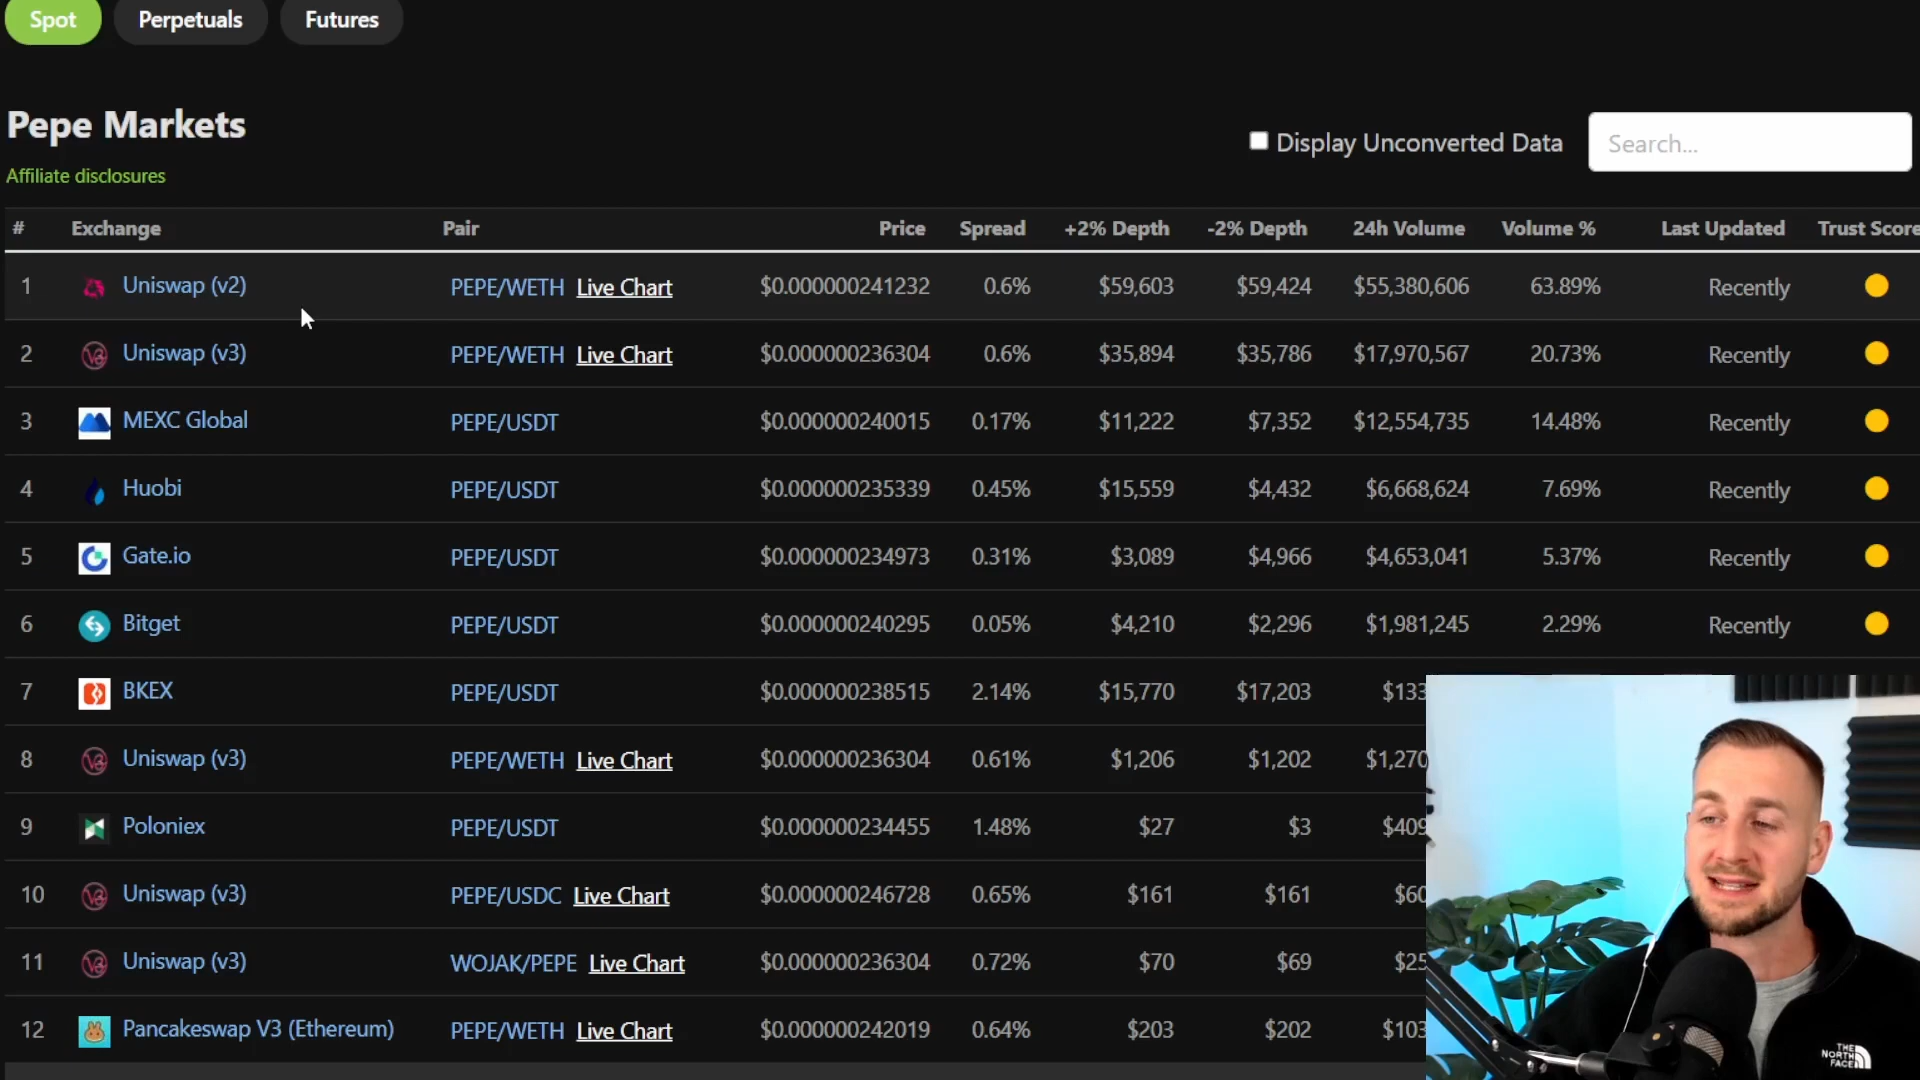 Spot Perpetuals Futures
Pepe Markets
Affiliate disclosures
Display Unconverted Data Search...
# Exchange Pair Price Spread +2% Depth -2% Depth 24h Volume Volume % Last Updated Trust Score
1 Uniswap (v2) PEPE/WETH Live Chart $0.000000241232 0.6% $59,603 $59,424 $55,380,606 63.89% Recently
2 Uniswap (v3) PEPE/WETH Live Chart $0.000000236304 0.6% $35,894 $35,786 $17,970,567 20.73% Recently
3 MEXC Global PEPE/USDT $0.000000240015 0.17% $11,222 $7,352 $12,554,735 14.48% Recently
4 Huobi PEPE/USDT $0.000000235339 0.45% $15,559 $4,432 $6,668,624 7.69% Recently
5 Gate.io PEPE/USDT $0.000000234973 0.31% $3,089 $4,966 $4,653,041 5.37% Recently
6 Bitget PEPE/USDT $0.000000240295 0.05% $4,210 $2,296 $1,981,245 2.29% Recently
7 BKEX PEPE/USDT $0.000000238515 2.14% $15,770 $17,203 $133
8 Uniswap (v3) PEPE/WETH Live Chart $0.000000236304 0.61% $1,206 $1,202 $1,270
9 Poloniex PEPE/USDT $0.000000234455 1.48% $27 $3 $409
10 Uniswap (v3) PEPE/USDC Live Chart $0.000000246728 0.65% $161 $161 $60
11 Uniswap (v3) WOJAK/PEPE Live Chart $0.000000236304 0.72% $70 $69 $25
12 Pancakeswap V3 (Ethereum) PEPE/WETH Live Chart $0.000000242019 0.64% $203 $202 $103
THE
NORTH
FACE